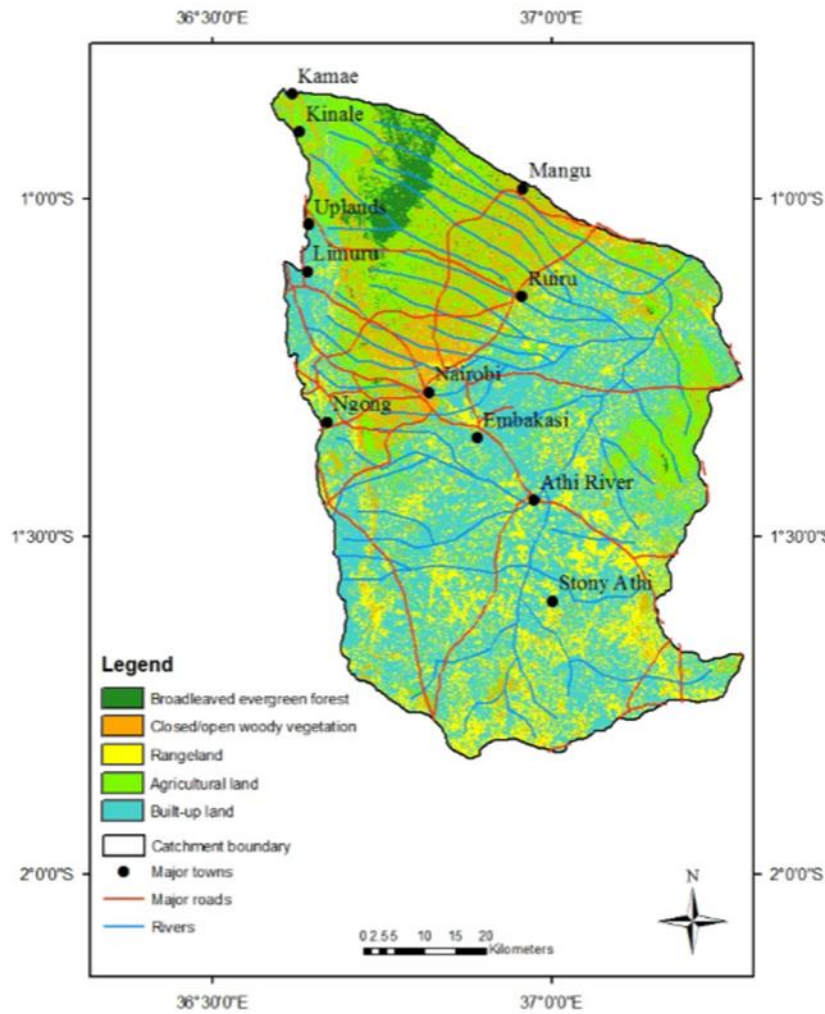 36°30'0"E 37°0'0"E
Kamae
Kinale
Mangu
1°0'0"S 1°0'0"S
Uplands
Limuru
Ruiru
Nairobi
Ngong
Embakasi
Athi River
1°30'0"S 1°30'0"S
Stony Athi
Legend
Broadleaved evergreen forest
Closed/open woody vegetation
Rangeland
Agricultural land
Built-up land
Catchment boundary
Major towns
2°0'0"S 2°0'0"S
N
Major roads
Rivers
0 2.5 5 10 15 20
Kilometers
36°30'0"E 37°0'0"E